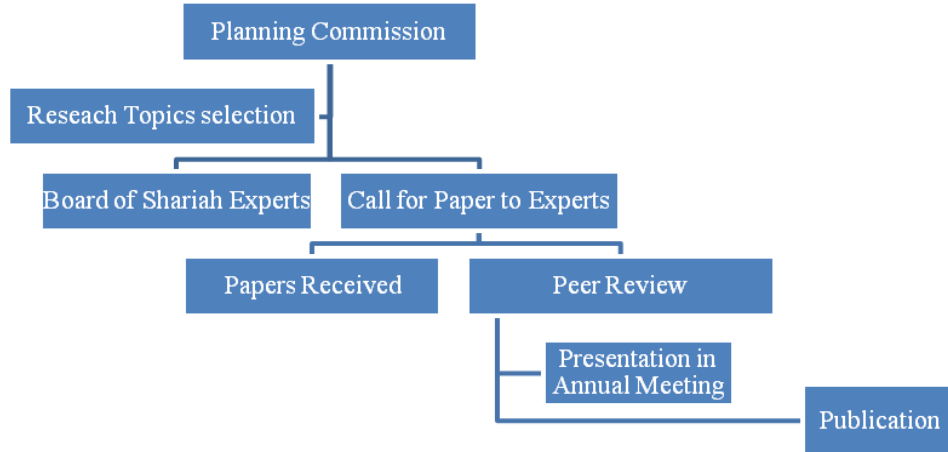 Planning Commission
Reseach Topics selection
Board of Shariah Experts
Call for Paper to Experts
Papers Received
Peer Review
Presentation in
Annual Meeting
Publication